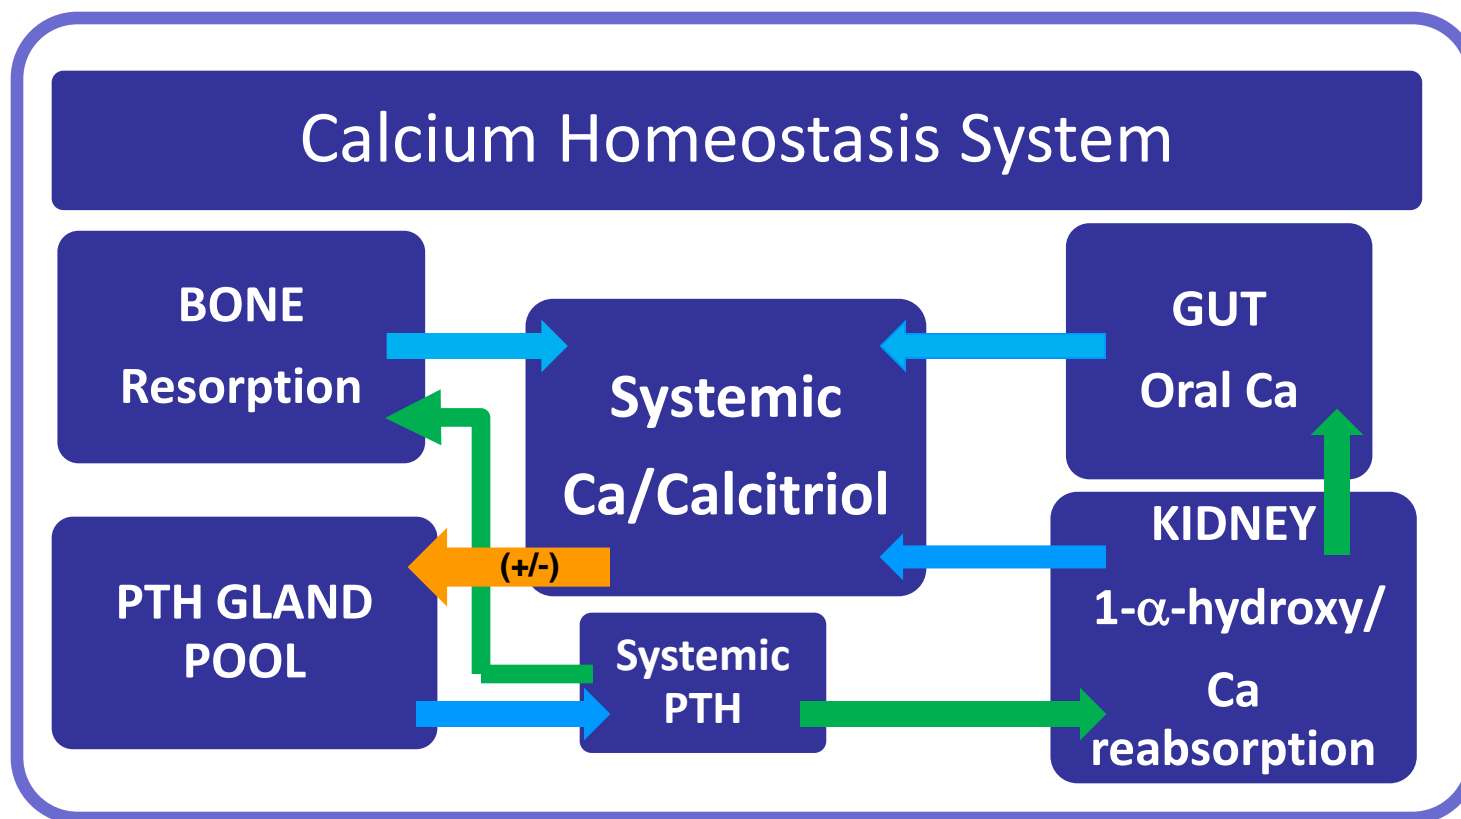 Calcium Homeostasis System
BONE
Resorption
GUT
Oral Ca
Systemic
Ca/Calcitriol
PTH GLAND
POOL
(+/-)
Systemic
PTH
KIDNEY
1-α-hydroxy/
Ca
reabsorption